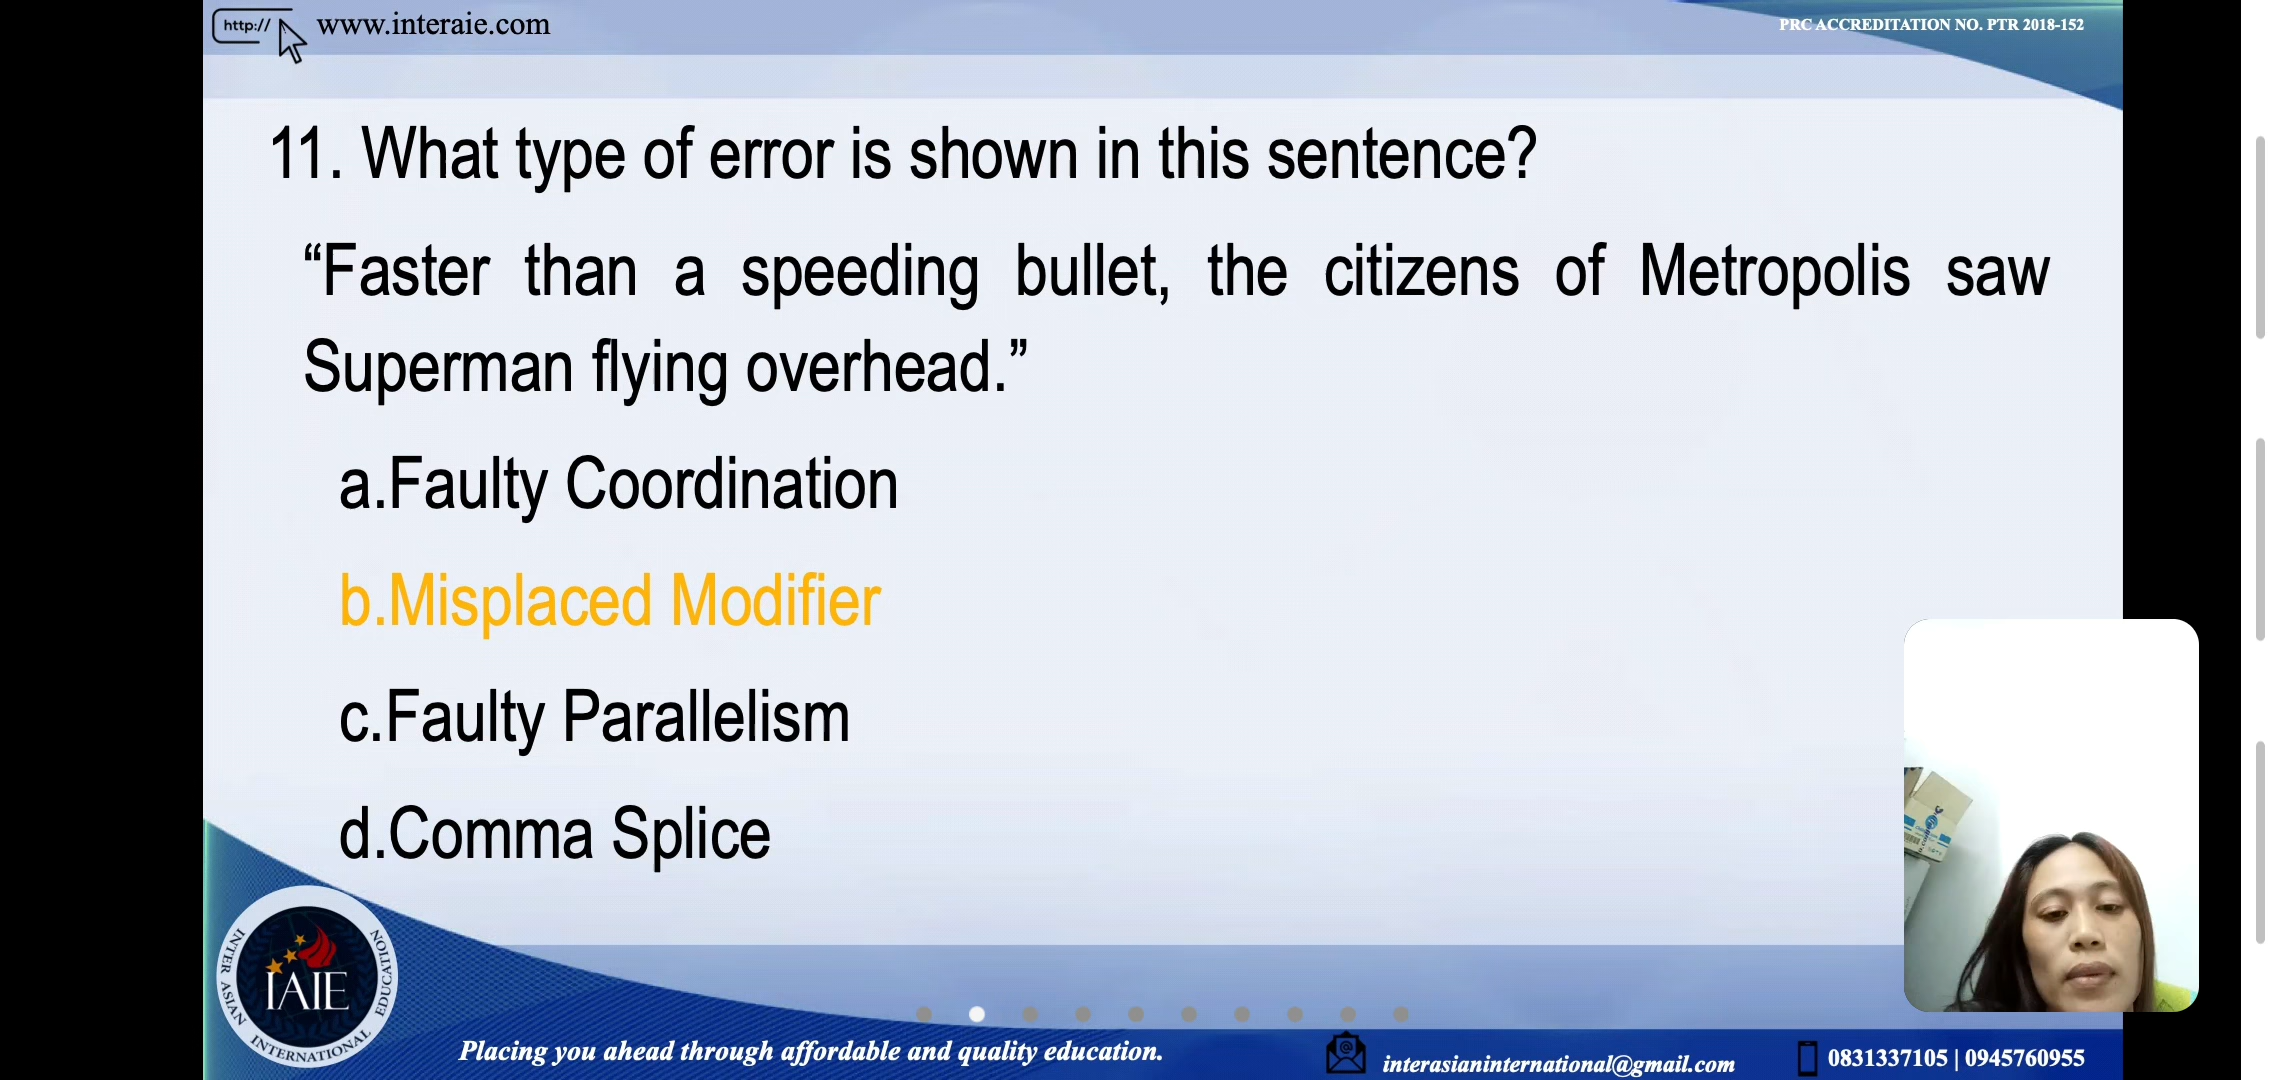 http:// www.interaie.com
PRC ACCREDITATION NO. PTR 2018-152
11. What type of error is shown in this sentence?
“Faster than a speeding bullet, the citizens of Metropolis saw
Superman flying overhead.”
a.Faulty Coordination
b.Misplaced Modifier
c.Faulty Parallelism
d.Comma Splice
INTER ASIAN INTERNATIONAL EDUCATION
IAIE
Placing you ahead through affordable and quality education.
interasianinternational@gmail.com
0831337105 | 0945760955